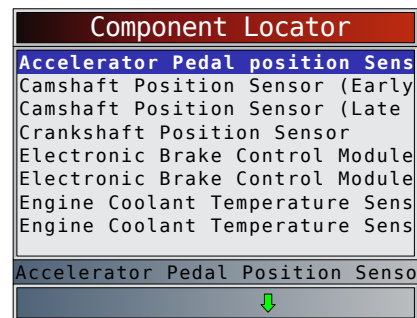 Component Locator
Accelerator Pedal position Sens
Camshaft Position Sensor (Early
Camshaft Position Sensor (Late
Crankshaft Position Sensor
Electronic Brake Control Module
Electronic Brake Control Module
Engine Coolant Temperature Sens
Engine Coolant Temperature Sens
Accelerator Pedal Position Senso